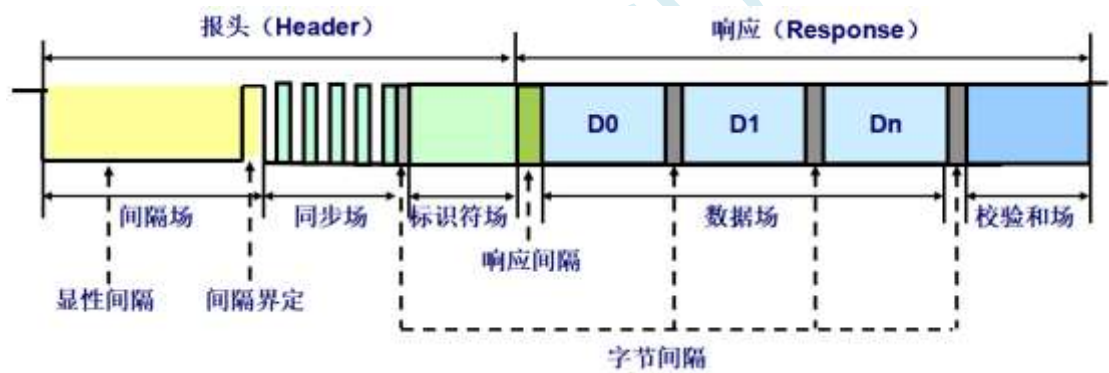 报头（Header）
响应（Response）
D0
D1
Dn
间隔场
同步场
标识符场
数据场
校验和场
响应间隔
显性间隔
间隔界定
字节间隔